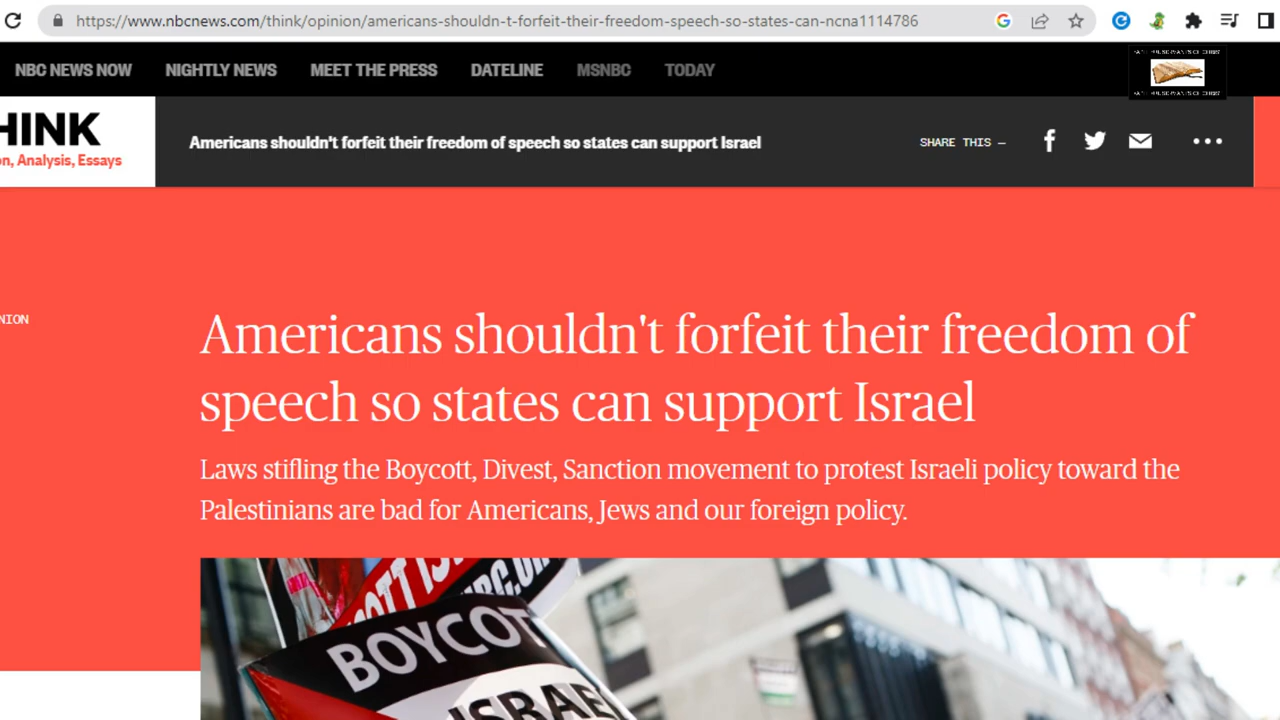 https://www.nbcnews.com/think/opinion/americans-shouldn-t-forfeit-their-freedom-speech-so-states-can-ncna1114786
NBC NEWS NOW NIGHTLY NEWS MEET THE PRESS DATELINE MSNBC TODAY
HINK
on, Analysis, Essays
Americans shouldn't forfeit their freedom of speech so states can support Israel
SHARE THIS —
NION
Americans shouldn't forfeit their freedom of
speech so states can support Israel
Laws stifling the Boycott, Divest, Sanction movement to protest Israeli policy toward the
Palestinians are bad for Americans, Jews and our foreign policy.
BOYCOT
ISRAE